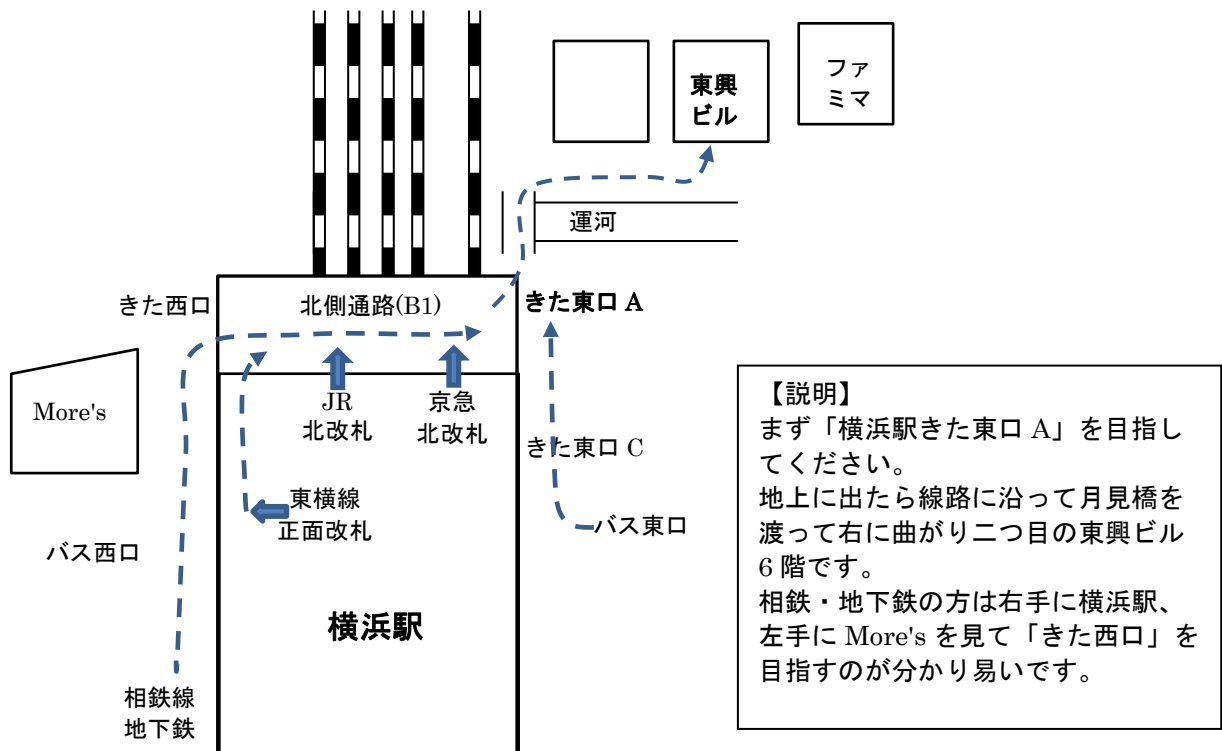 東興
ビル
ファ
ミマ
運河
きた西口
北側通路(B1)
きた東口 A
More's
JR
北改札
京急
北改札
きた東口 C
東横線
正面改札
バス東口
バス西口
横浜駅
相鉄線
地下鉄
【説明】
まず「横浜駅きた東口 A」を目指し
てください。
地上に出たら線路に沿って月見橋を
渡って右に曲がり二つ目の東興ビル
6 階です。
相鉄・地下鉄の方は右手に横浜駅、
左手に More's を見て「きた西口」を
目指すのが分かり易いです。